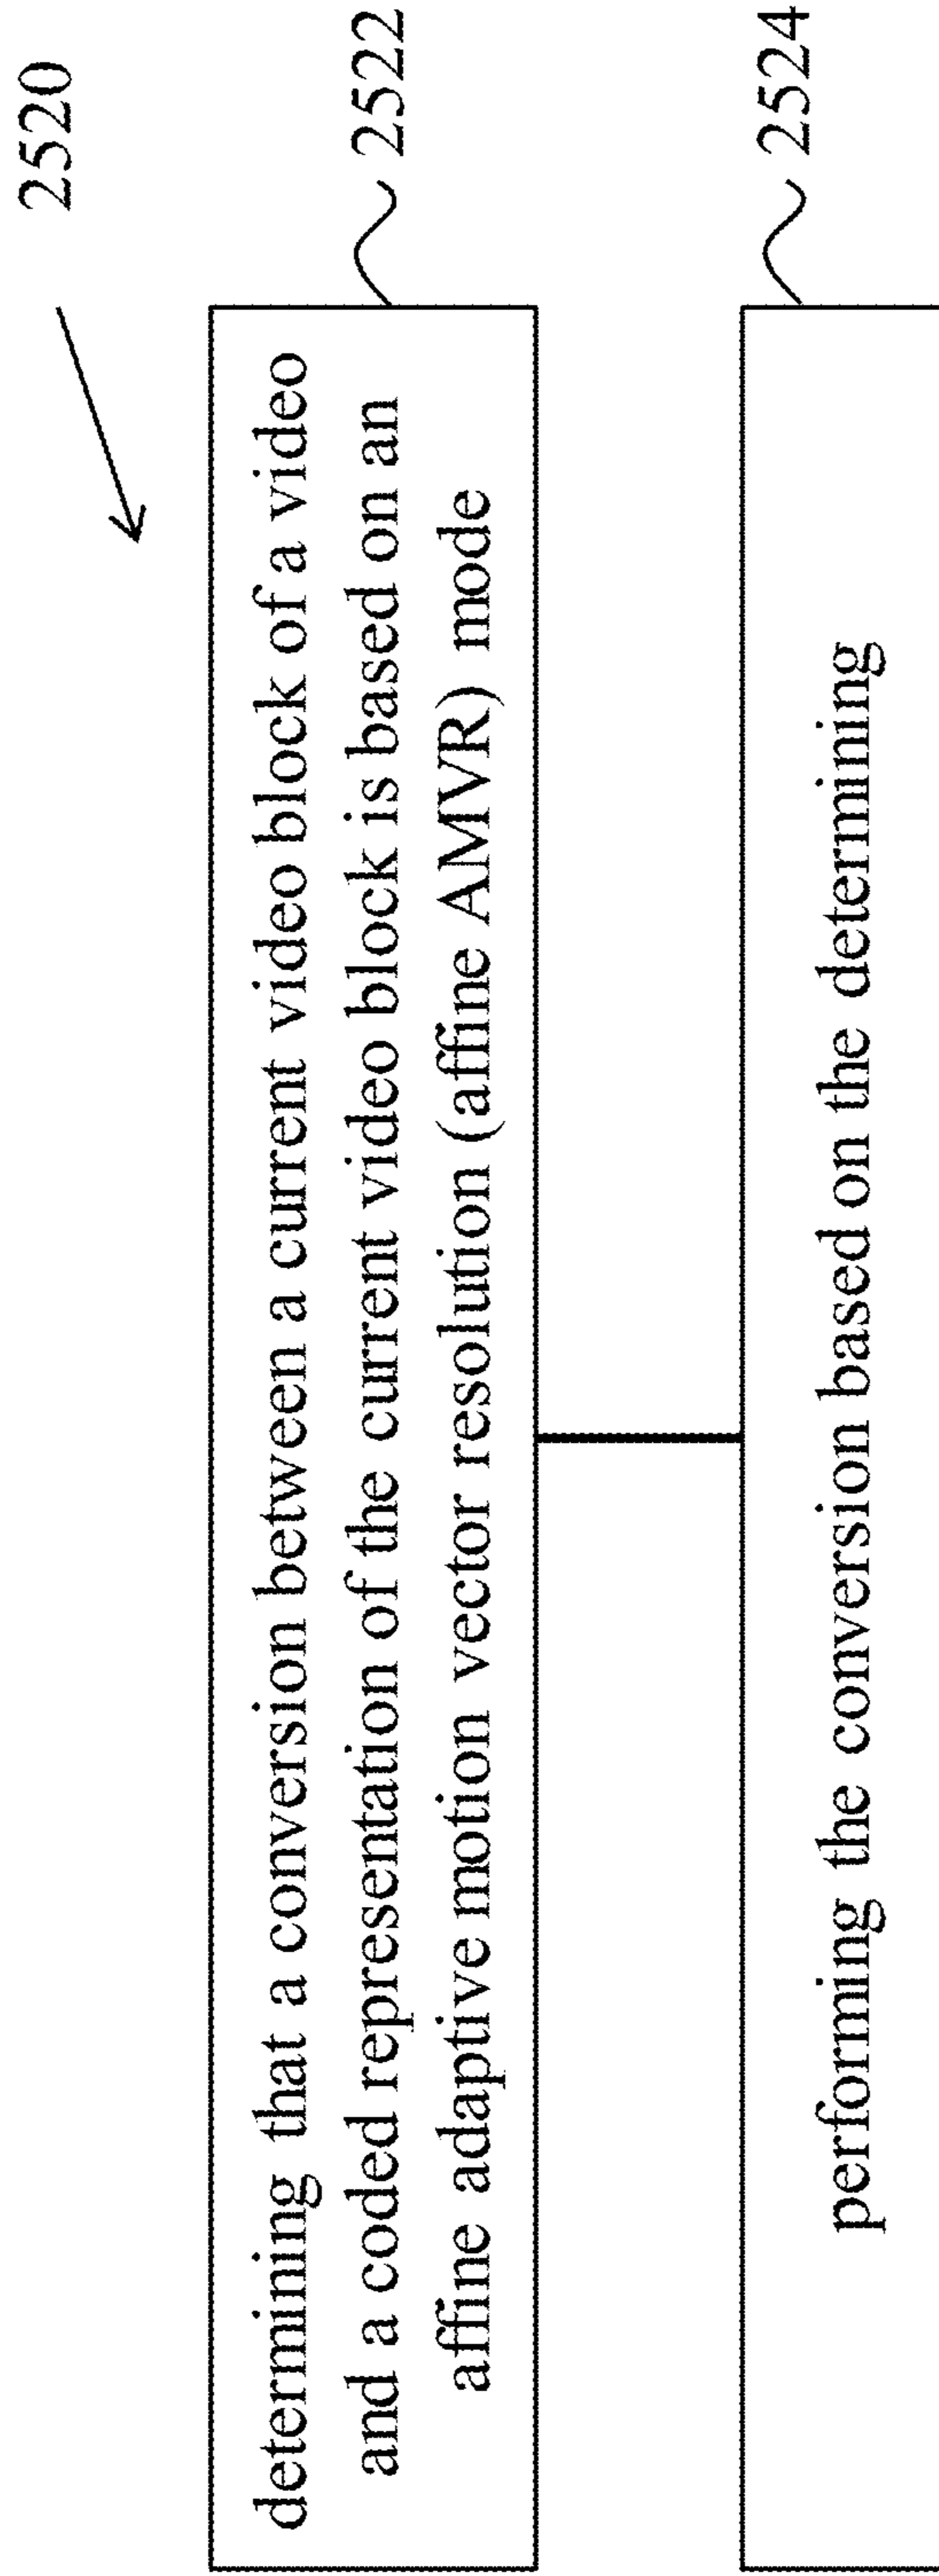 2520
determining that a conversion between a current video block of a video
and a coded representation of the current video block is based on an
affine adaptive motion vector resolution (affine AMVR) mode
2522
performing the conversion based on the determining
2524